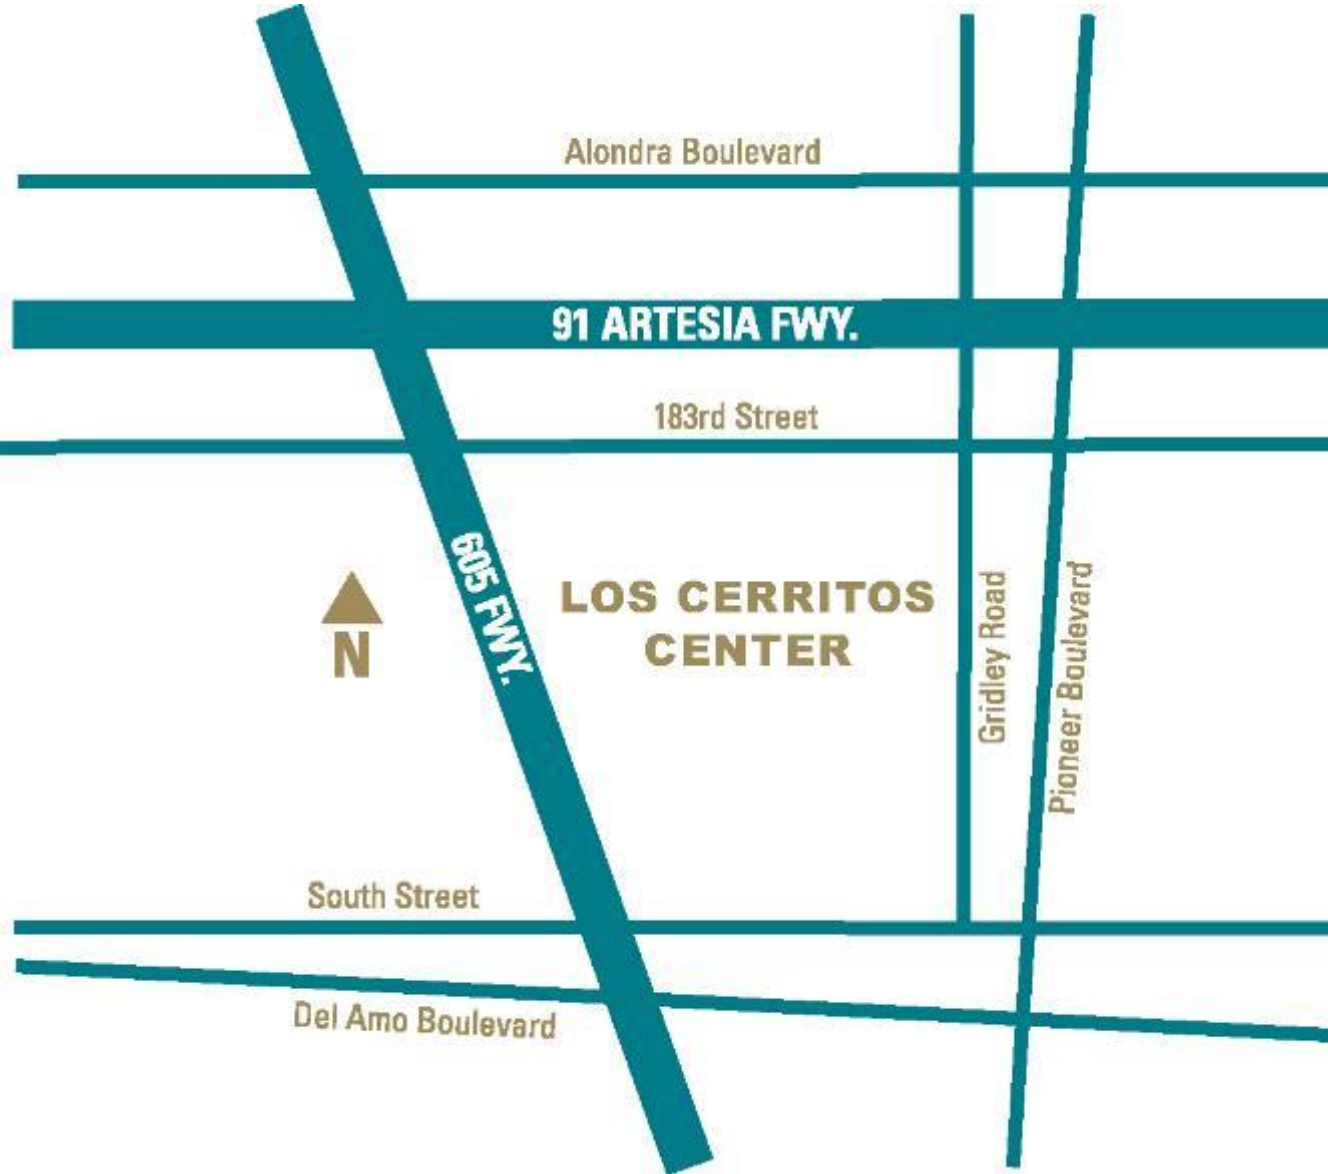 Alondra Boulevard
91 ARTESIA FWY.
183rd Street
605 FWY.
LOS CERRITOS
CENTER
N
Gridley Road
Pioneer Boulevard
South Street
Del Amo Boulevard